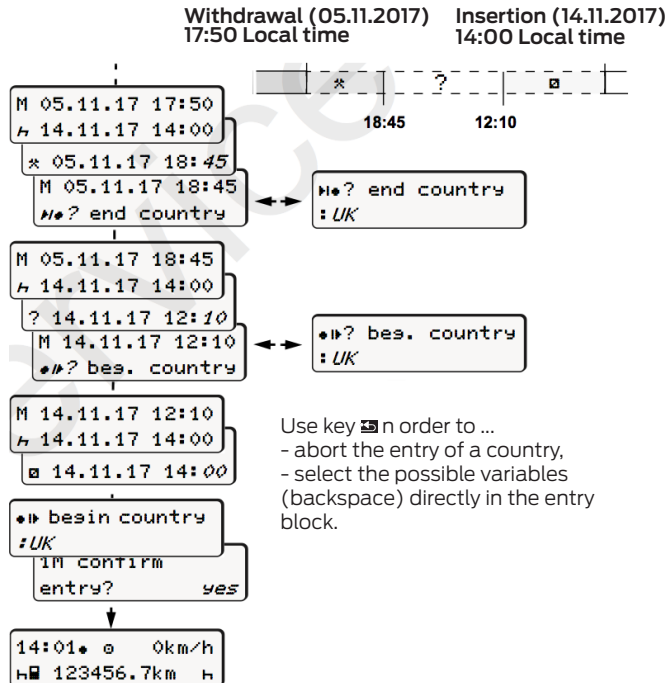 Withdrawal (05.11.2017)
17:50 Local time
Insertion (14.11.2017)
14:00 Local time
?
18:45
12:10
M 05.11.17 17:50
14.11.17 14:00
05.11.17 18:45
M 05.11.17 18:45
? end country
? end country
: UK
M 05.11.17 18:45
14.11.17 14:00
? 14.11.17 12:10
M 14.11.17 12:10
? beg. country
? beg. country
: UK
M 14.11.17 12:10
14.11.17 14:00
14.11.17 14:00
Use key n order to ...
- abort the entry of a country,
- select the possible variables
(backspace) directly in the entry
block.
begin country
: UK
1M confirm
entry? yes
14:01 0km/h
123456.7km